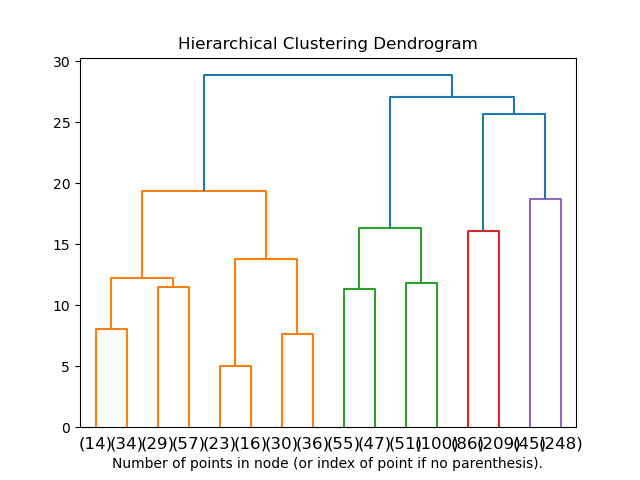 Hierarchical Clustering Dendrogram
30
25
20
15
10
5
0
(14) (34) (29) (57) (23) (16) (30) (36) (55) (47) (51) (100) (86) (209) (45) (248)
Number of points in node (or index of point if no parenthesis).